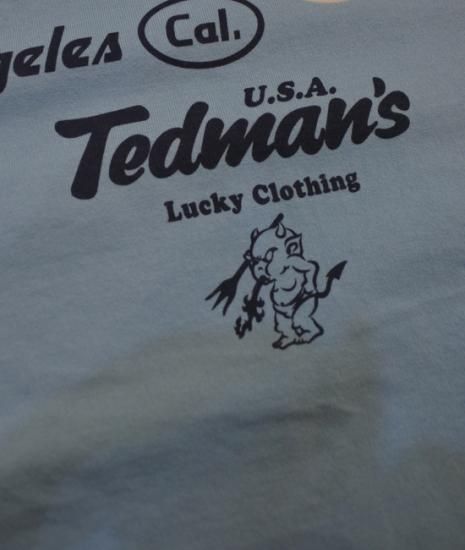 geles Cal.
U.S.A.
Tedman's
Lucky Clothing